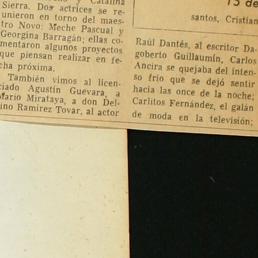 y Catalina
Sierra. Dos actrices se re-
unieron en torno del maes-
tro Novo: Meche Pascual y
Georgina Barragán; ellas co-
mentaron algunos proyectos
que piensan realizar en fe-
cha próxima.
También vimos al licen-
ciado Agustín Guevara, a
Mario Mirataya, a don Del-
fino Ramírez Tovar, al actor
15 de
santos, Cristian
Raúl Dantés, al escritor Da-
goberto Guillaumín, Carlos
Ancira se quejaba del inten-
so frío que se dejó sentir
hacia las once de la noche;
Carlitos Fernández, el galán
de moda en la televisión;